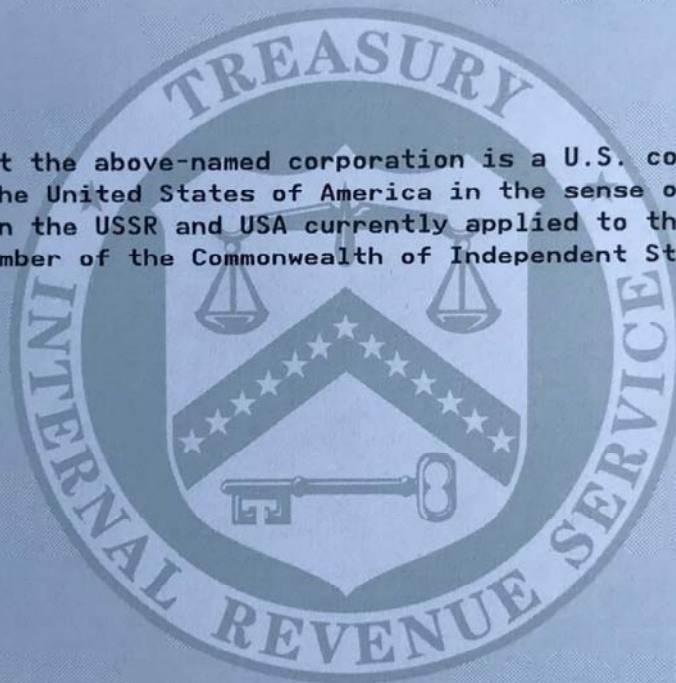 TREASURY
t the above-named corporation is a U.S. co
he United States of America in the sense o
n the USSR and USA currently applied to th
mber of the Commonwealth of Independent St
INTERNAL REVENUE SERVICE